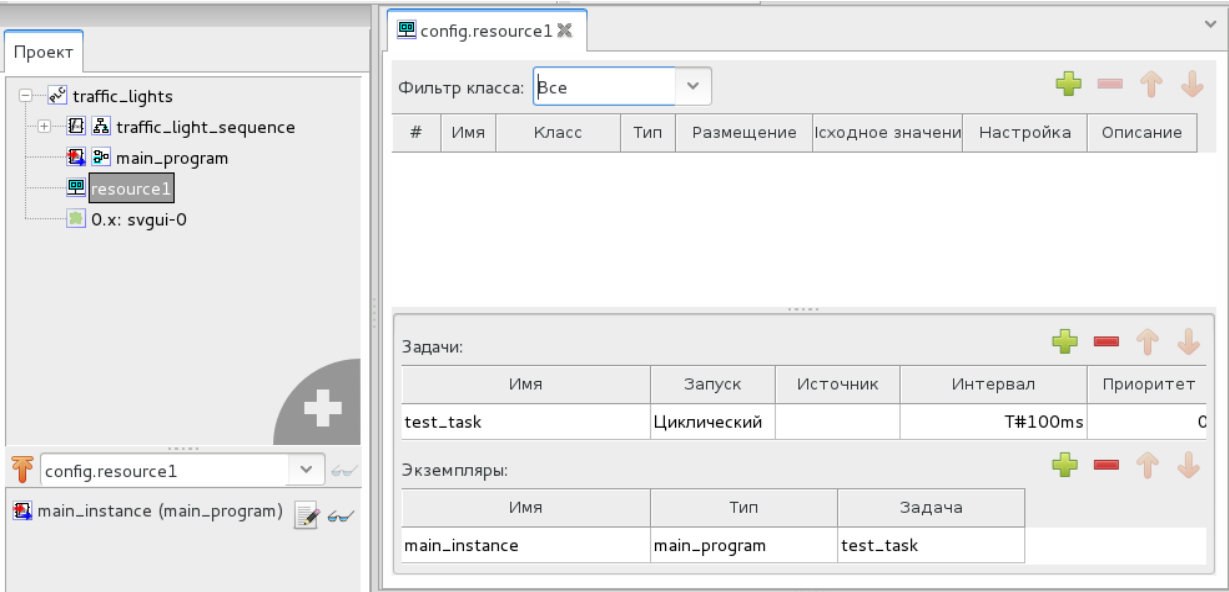 Проект
traffic_lights
traffic_light_sequence
main_program
resource1
0.x: svgui-0
config.resource1
main_instance (main_program)
config.resource1
Фильтр класса: Все
# Имя Класс Тип Размещение Исходное значени Настройка Описание
Задачи:
Имя Запуск Источник Интервал Приоритет
test_task Циклический T#100ms 0
Экземпляры:
Имя Тип Задача
main_instance main_program test_task